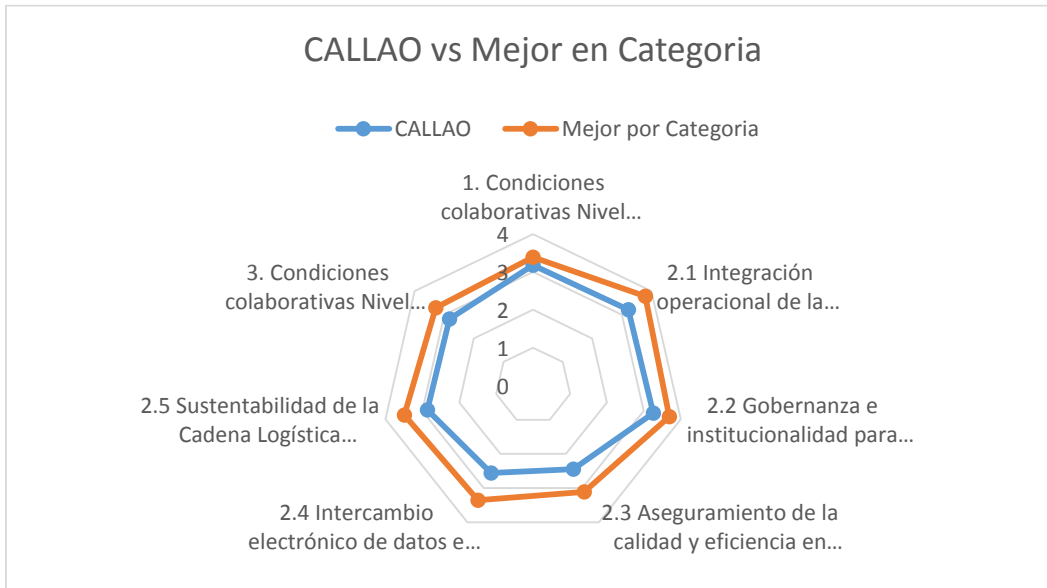 CALLAO vs Mejor en Categoria
CALLAO
Mejor por Categoria
1. Condiciones
colaborativas Nivel...
2.1 Integración
operacional de la...
2.2 Gobernanza e
institucionalidad para...
2.3 Aseguramiento de la
calidad y eficiencia en...
2.4 Intercambio
electrónico de datos e...
2.5 Sustentabilidad de la
Cadena Logística...
3. Condiciones
colaborativas Nivel...
4
3
2
1
0